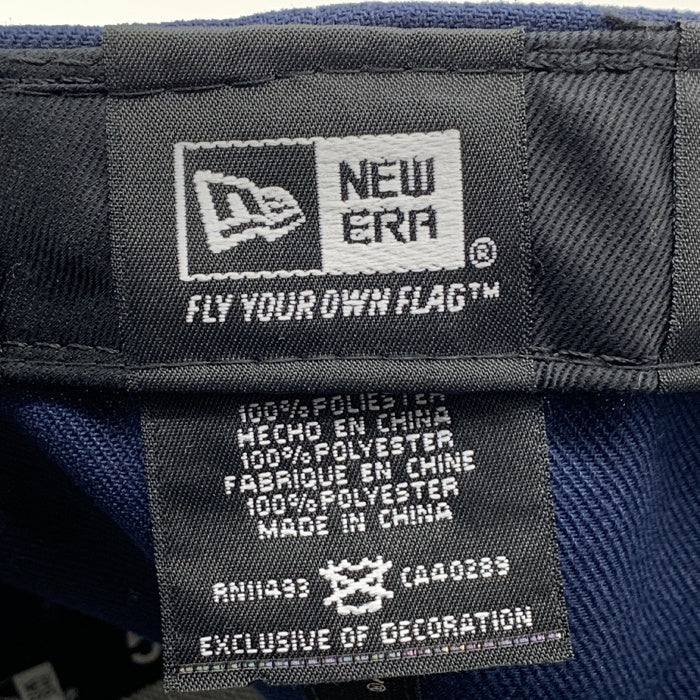 NEW
ERA
®
FLY YOUR OWN FLAG™
100% POLIESTER
HECHO EN CHINA
100% POLYESTER
FABRIQUE EN CHINE
100% POLYESTER
MADE IN CHINA
RN11493 CA40289
EXCLUSIVE OF DECORATION